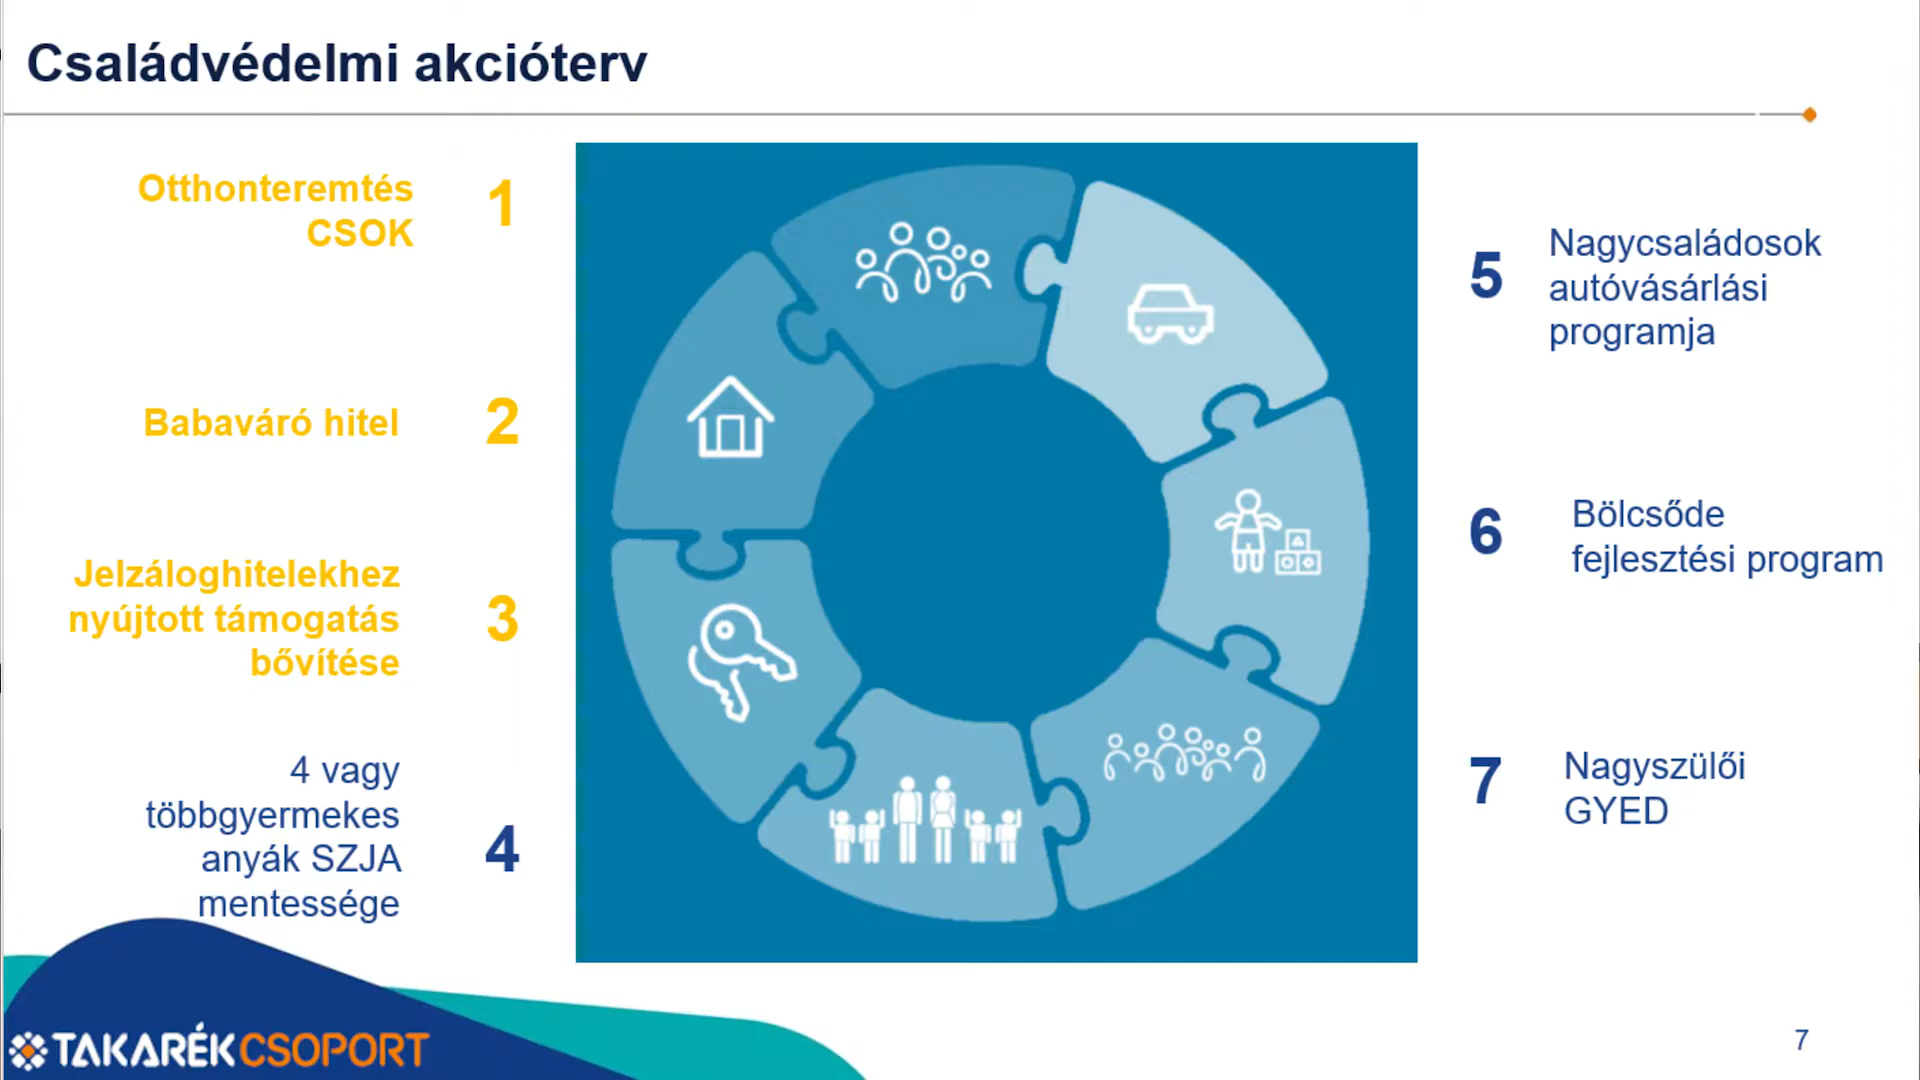 Családvédelmi akcióterv
Otthonteremtés
CSOK
1
Babaváró hitel
2
Jelzáloghitelekhez
nyújtott támogatás
bővítése
3
4 vagy
többgyermekes
anyák SZJA
mentessége
4
5
Nagycsaládosok
autóvásárlási
programja
6
Bölcsőde
fejlesztési program
7
Nagyszülői
GYED
TAKARÉKCSOPORT
7